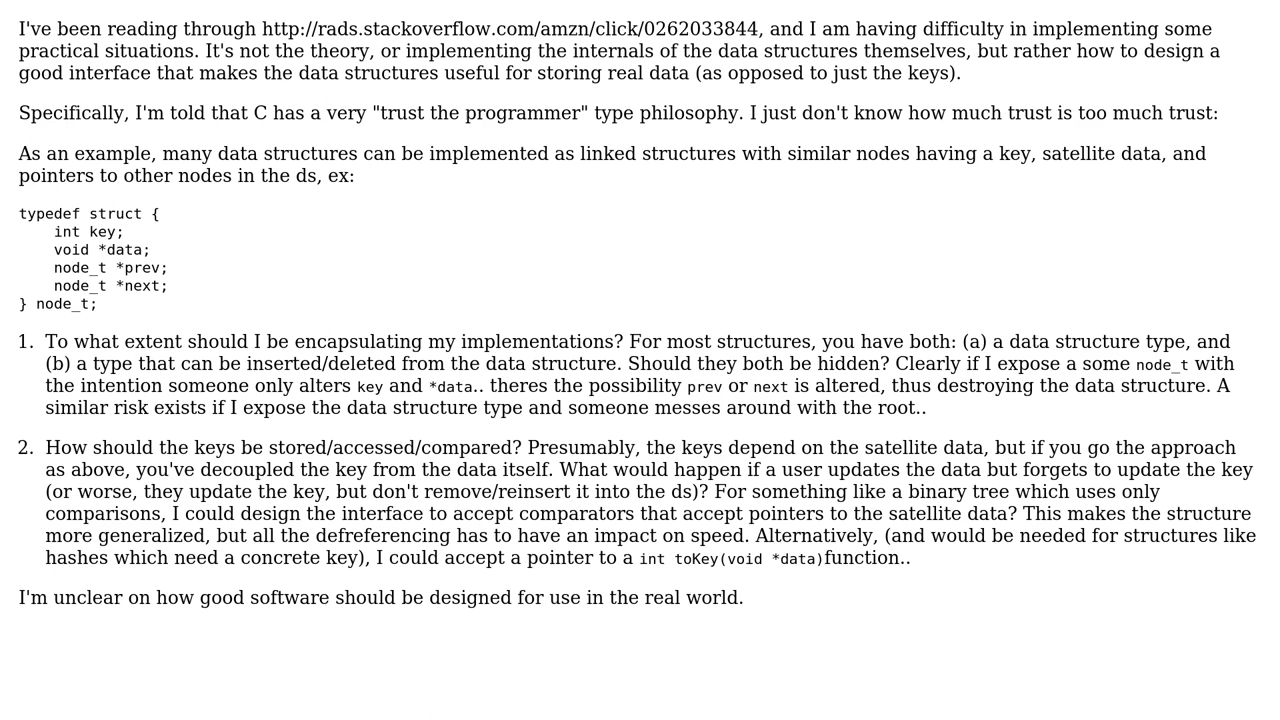 I've been reading through http://rads.stackoverflow.com/amzn/click/0262033844, and I am having difficulty in implementing some
practical situations. It's not the theory, or implementing the internals of the data structures themselves, but rather how to design a
good interface that makes the data structures useful for storing real data (as opposed to just the keys).
Specifically, I'm told that C has a very "trust the programmer" type philosophy. I just don't know how much trust is too much trust:
As an example, many data structures can be implemented as linked structures with similar nodes having a key, satellite data, and
pointers to other nodes in the ds, ex:
typedef struct {
    int key;
    void *data;
    node_t *prev;
    node_t *next;
} node_t;
1. To what extent should I be encapsulating my implementations? For most structures, you have both: (a) a data structure type, and
(b) a type that can be inserted/deleted from the data structure. Should they both be hidden? Clearly if I expose a some node_t with
the intention someone only alters key and *data.. theres the possibility prev or next is altered, thus destroying the data structure. A
similar risk exists if I expose the data structure type and someone messes around with the root..
2. How should the keys be stored/accessed/compared? Presumably, the keys depend on the satellite data, but if you go the approach
as above, you've decoupled the key from the data itself. What would happen if a user updates the data but forgets to update the key
(or worse, they update the key, but don't remove/reinsert it into the ds)? For something like a binary tree which uses only
comparisons, I could design the interface to accept comparators that accept pointers to the satellite data? This makes the structure
more generalized, but all the defreferencing has to have an impact on speed. Alternatively, (and would be needed for structures like
hashes which need a concrete key), I could accept a pointer to a int toKey(void *data)function..
I'm unclear on how good software should be designed for use in the real world.